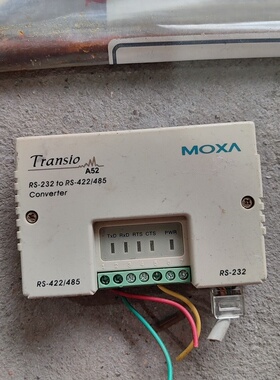 Transio
A52
MOXA
RS-232 to RS-422/485
Converter
TxD RxD RTS CTS PWR
RS-422/485
RS-232